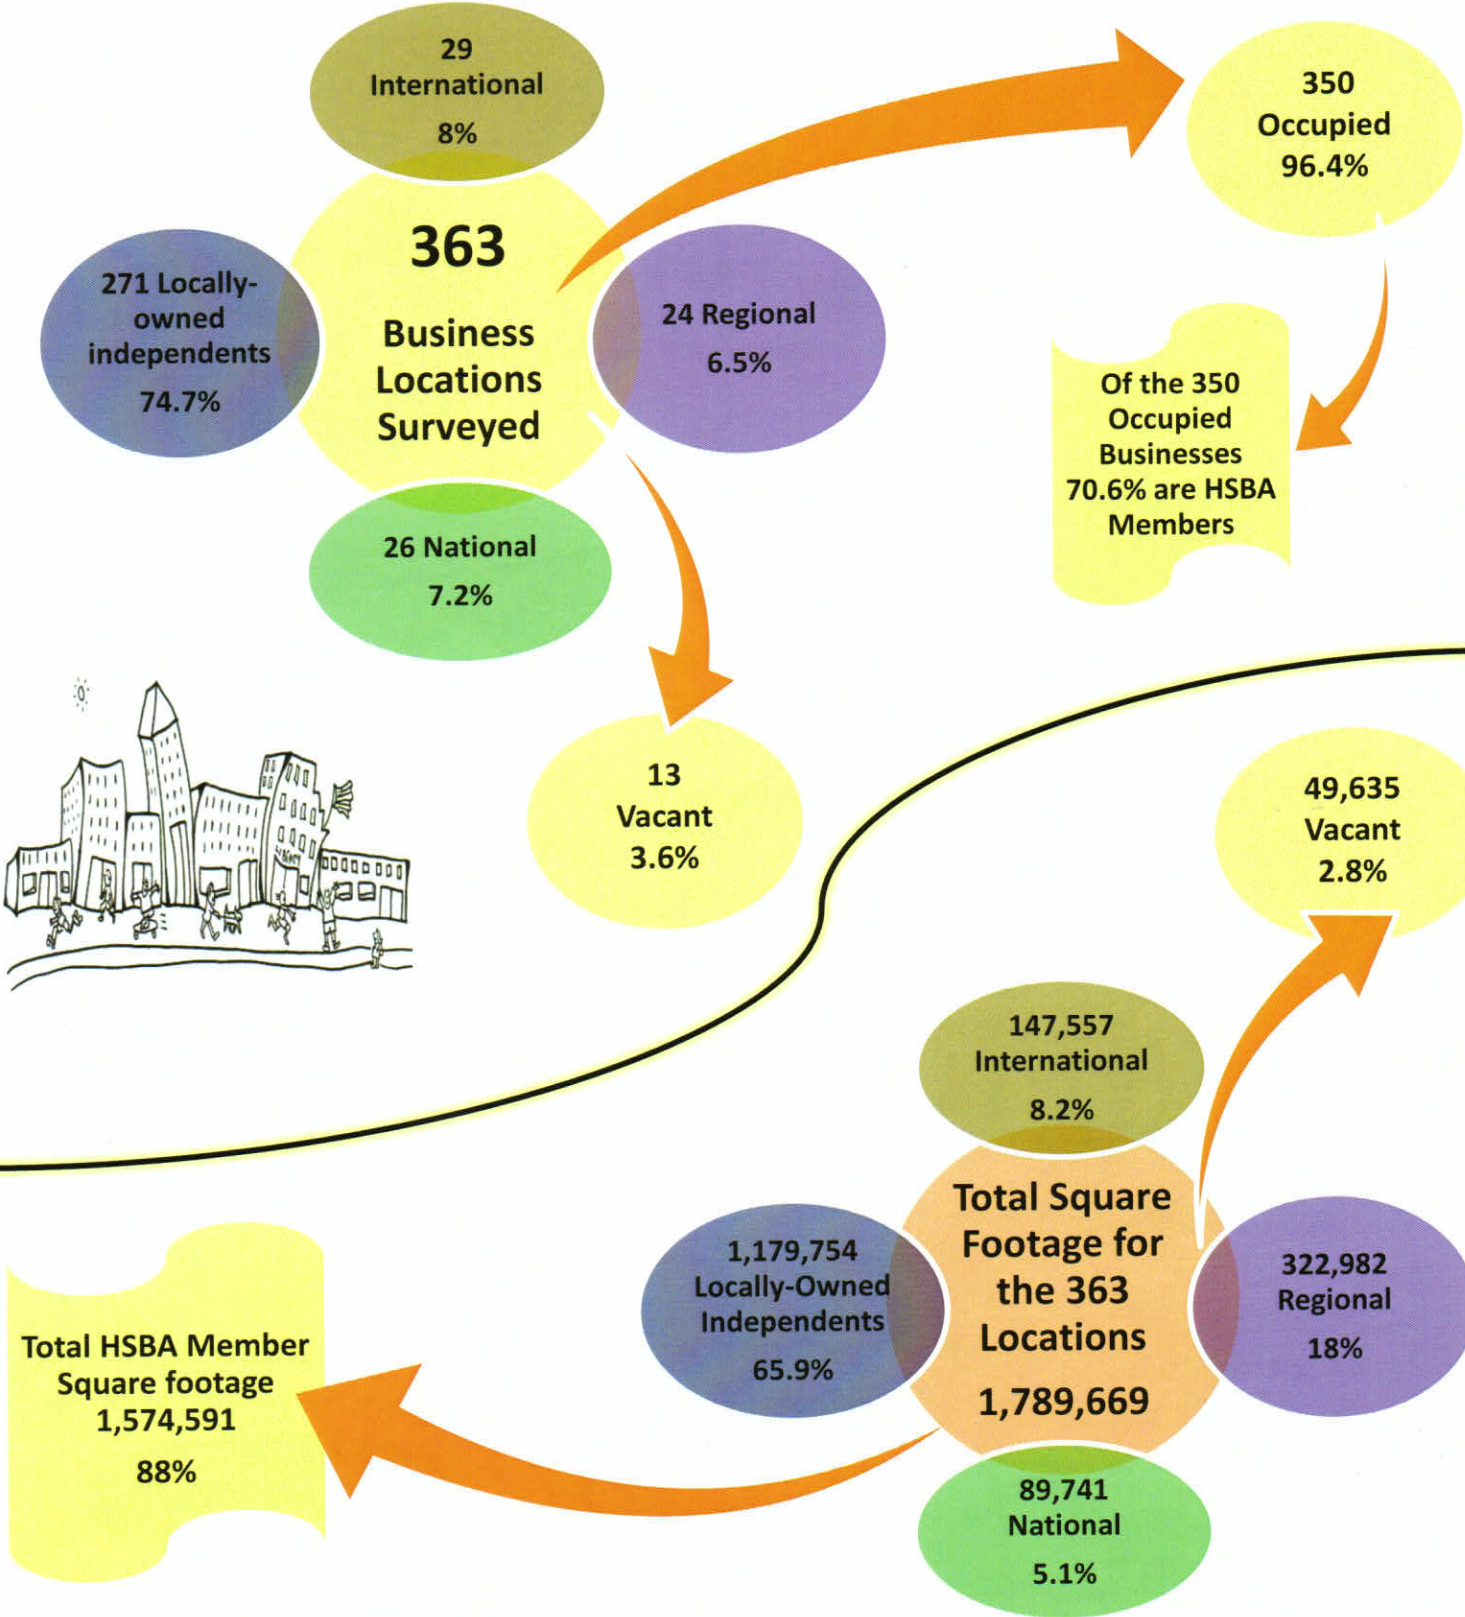 29
International
8%
363
Business
Locations
Surveyed
271 Locally-
owned
independents
74.7%
24 Regional
6.5%
26 National
7.2%
350
Occupied
96.4%
Of the 350
Occupied
Businesses
70.6% are HSBA
Members
13
Vacant
3.6%
49,635
Vacant
2.8%
147,557
International
8.2%
Total Square
Footage for
the 363
Locations
1,789,669
1,179,754
Locally-Owned
Independents
65.9%
322,982
Regional
18%
89,741
National
5.1%
Total HSBA Member
Square footage
1,574,591
88%